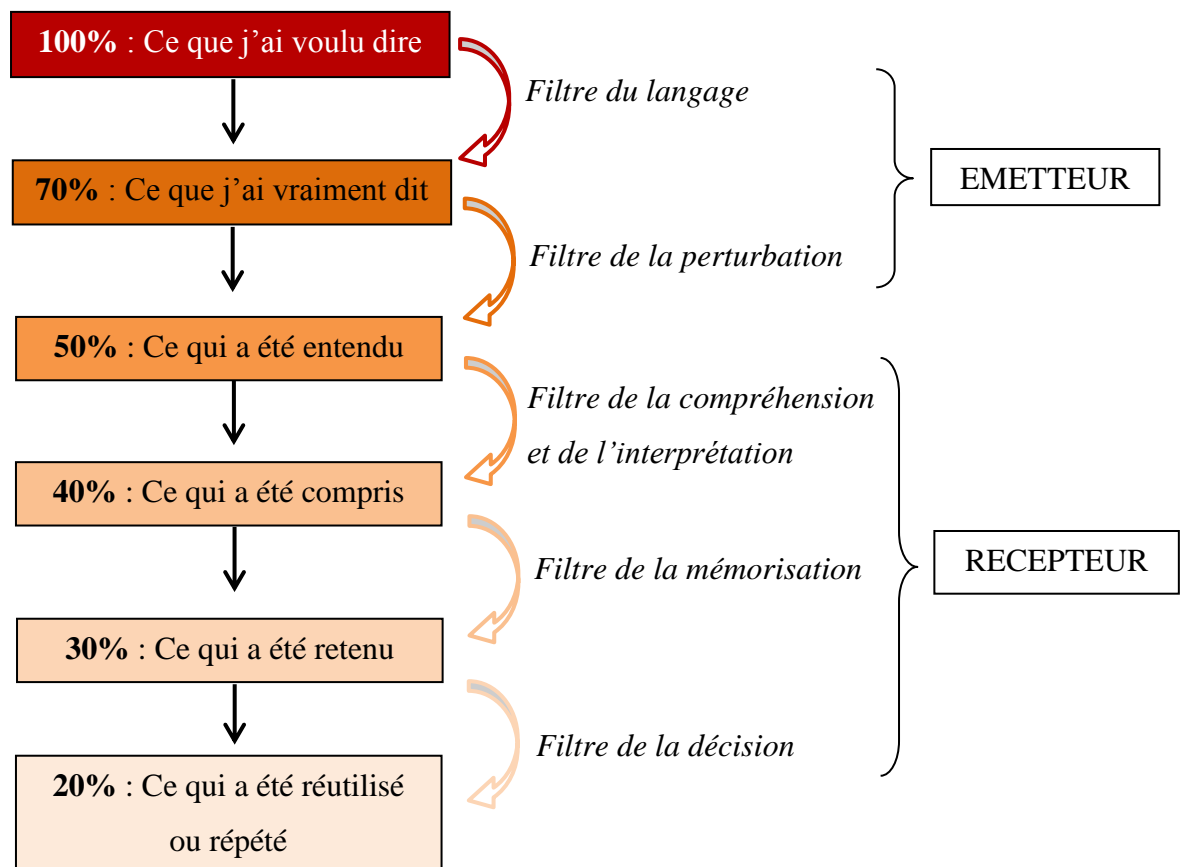 100% : Ce que j’ai voulu dire
Filtre du langage
70% : Ce que j’ai vraiment dit
EMETTEUR
Filtre de la perturbation
50% : Ce qui a été entendu
Filtre de la compréhension
et de l’interprétation
40% : Ce qui a été compris
RECEPTEUR
Filtre de la mémorisation
30% : Ce qui a été retenu
Filtre de la décision
20% : Ce qui a été réutilisé
ou répété